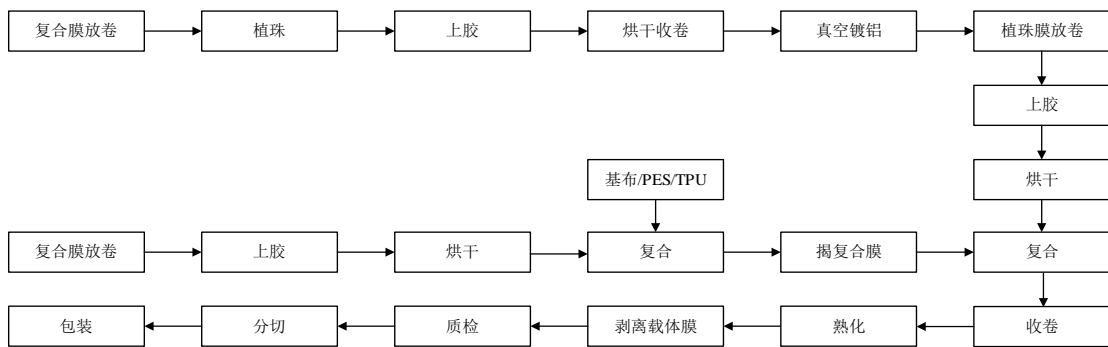 复合膜放卷
植珠
上胶
烘干收卷
真空镀铝
植珠膜放卷
上胶
基布/PES/TPU
烘干
复合膜放卷
上胶
烘干
复合
揭复合膜
复合
包装
分切
质检
剥离载体膜
熟化
收卷